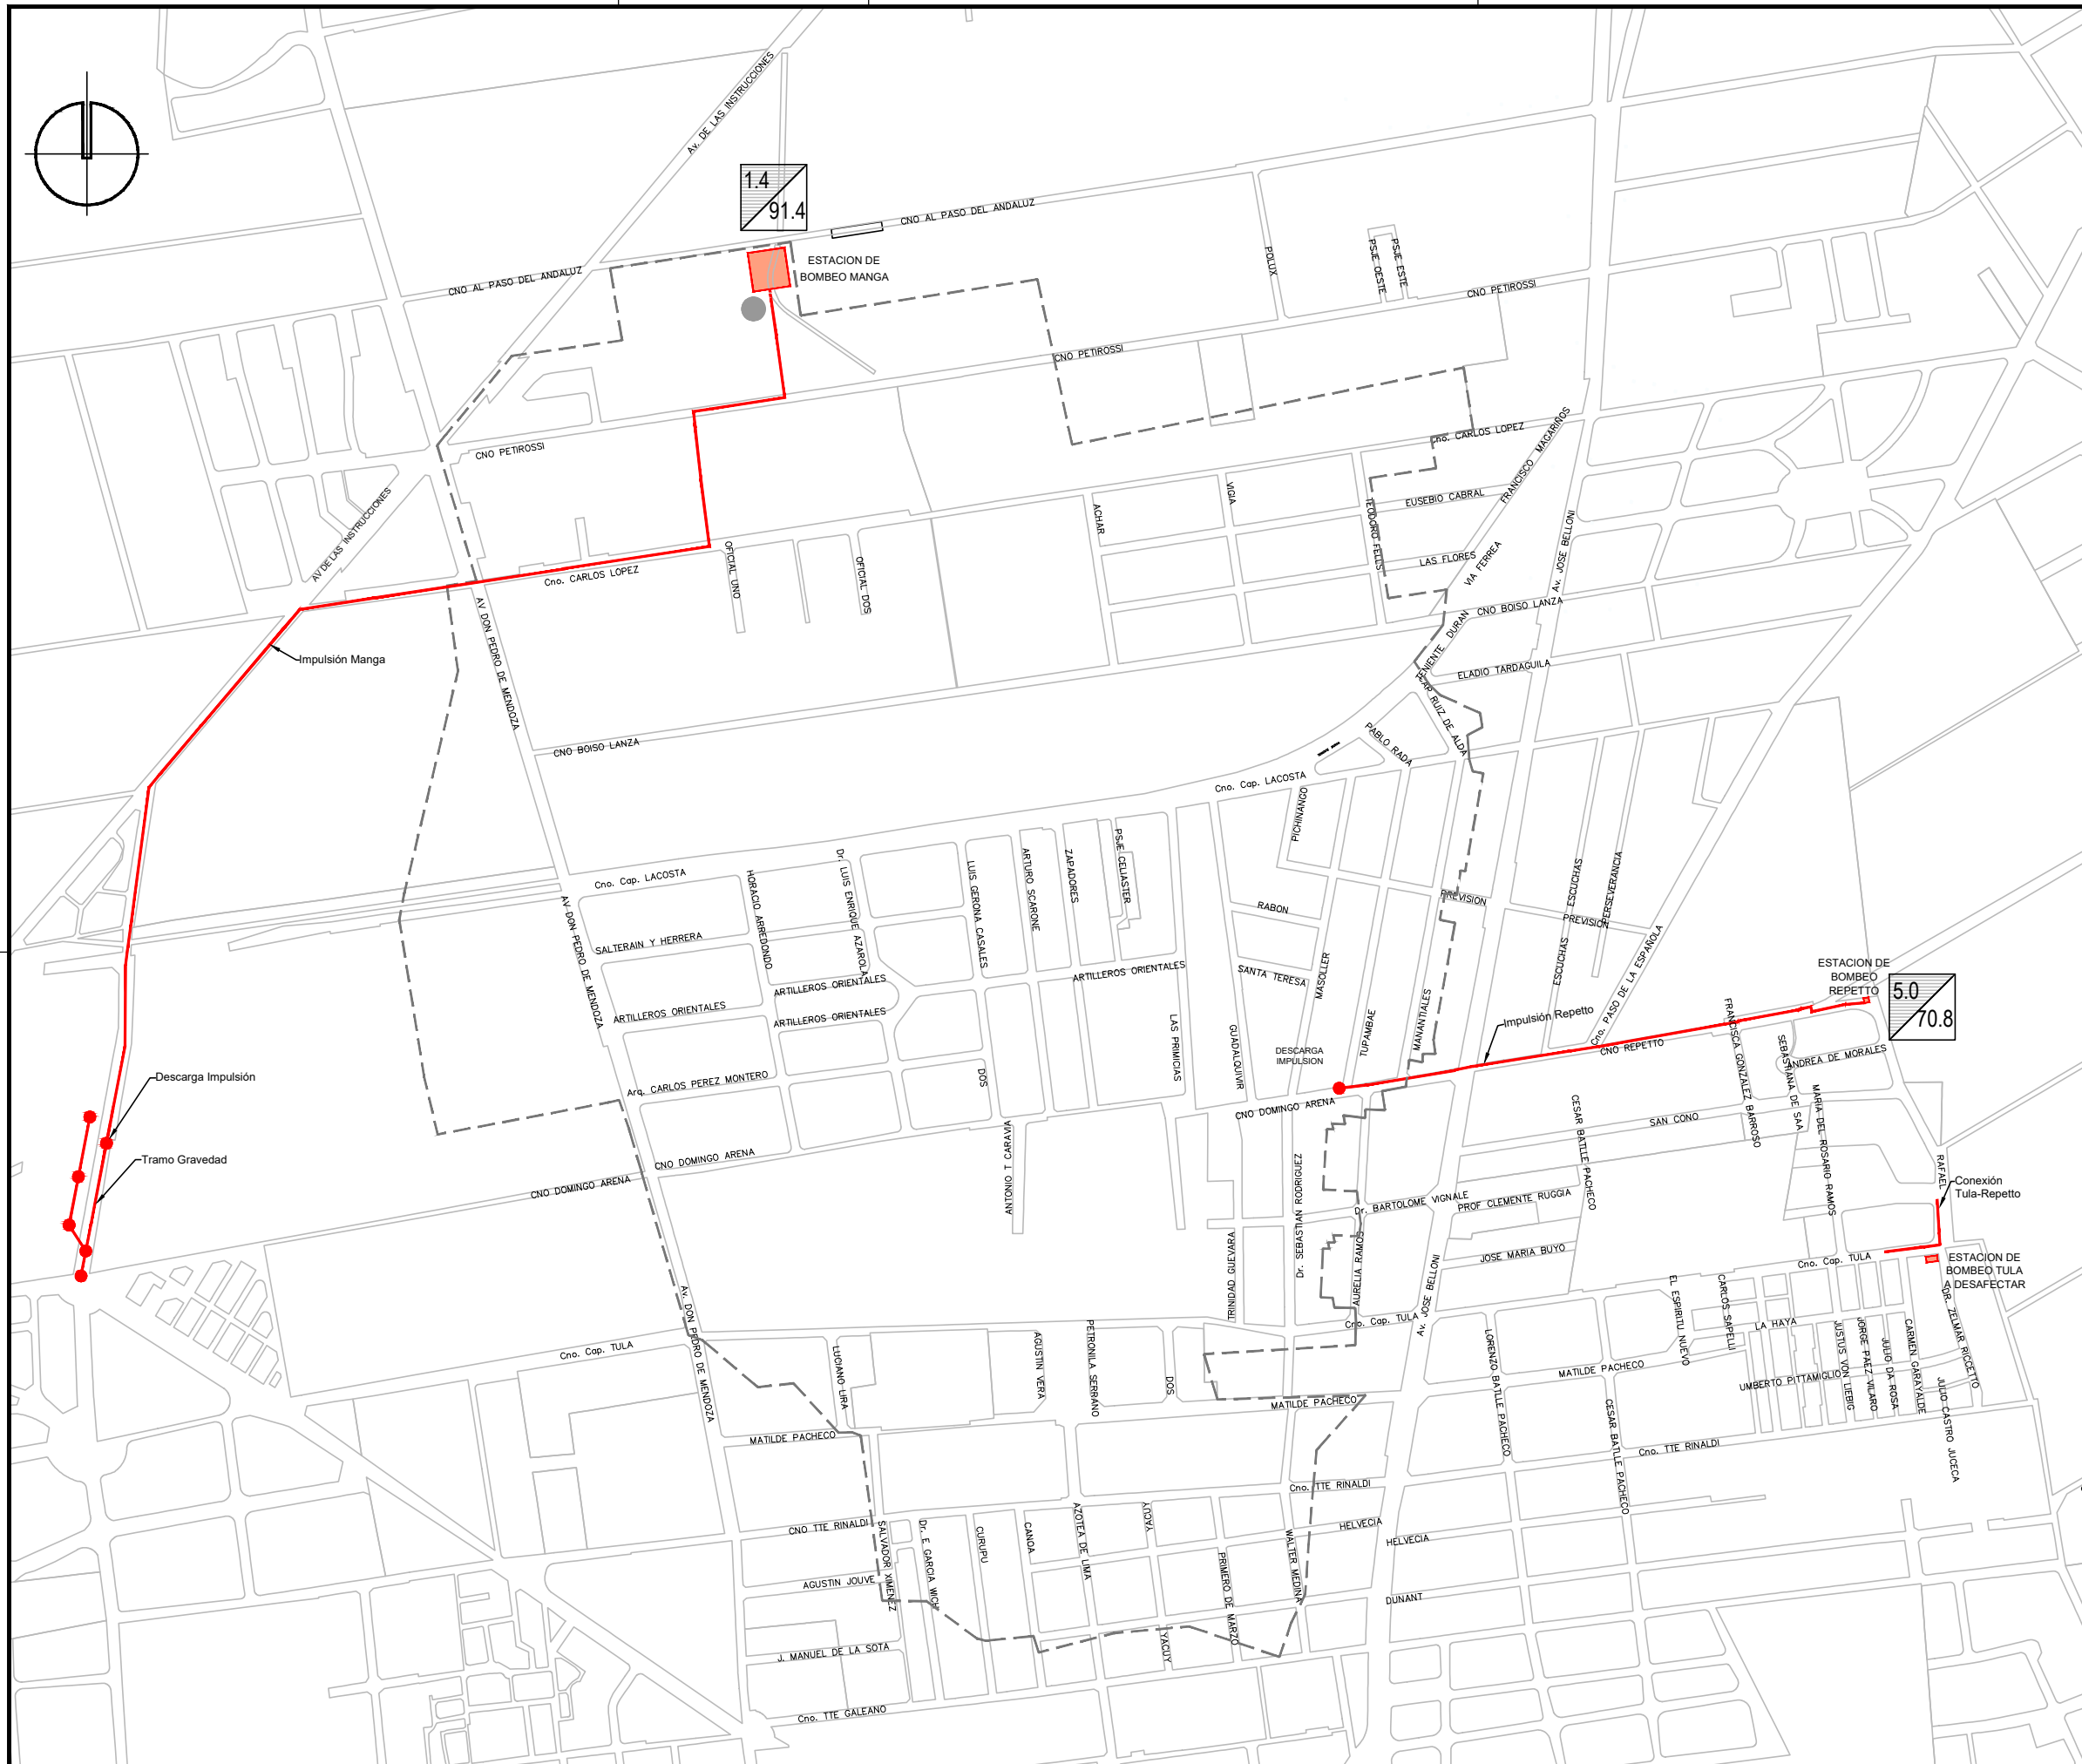 Av. DE LAS INSTRUCCIONES
1.4
91.4
CNO AL PASO DEL ANDALUZ
CNO AL PASO DEL ANDALUZ
ESTACION DE
BOMBEO MANGA
POLUX
PSJE OESTE
PSJE ESTE
CNO PETIROSSI
CNO PETIROSSI
CNO PETIROSSI
Cno. CARLOS LOPEZ
FRANCISCO MAGARIÑOS
EUSEBIO CABRAL
VIGIA
ACHAR
TEODORO FELLS
LAS FLORES
VIA FERREA
Av. JOSE BELLONI
AV DE LAS INSTRUCCIONES
Cno. CARLOS LOPEZ
OFICIAL UNO
OFICIAL DOS
CNO BOISO LANZA
TENIENTE DURAN
Impulsión Manga
AV DON PEDRO DE MENDOZA
ELADIO TARDAGUILA
CAP RUIZ DE ALDA
PABLO RADA
CNO BOISO LANZA
Cno. Cap. LACOSTA
PICHINANGO
Cno. Cap. LACOSTA
HORACIO ARREDONDO
Dr. LUIS ENRIQUE AZAROLA
LUIS GERONA CASALES
ARTURO SCARONE
ZAPADORES
PSJE CELIASTER
ESCUCHAS
PERSEVERANCIA
PREVISION
PREVISION
RABON
AV DON PEDRO DE MENDOZA
SALTERAIN Y HERRERA
ARTILLEROS ORIENTALES
ARTILLEROS ORIENTALES
ARTILLEROS ORIENTALES
ARTILLEROS ORIENTALES
SANTA TERESA
MASOLLER
ESCUCHAS
Cno. PASO DE LA ESPAÑOLA
ESTACION DE
BOMBEO
REPETTO
5.0
70.8
LAS PRIMICIAS
GUADALQUIVIR
TUPAMBAE
MANANTIALES
Impulsión Repetto
FRANCISCA GONZALEZ BARROSO
SEBASTIANA DE SAA
CNO REPETTO
ANDREA DE MORALES
DESCARGA
IMPULSION
Descarga Impulsión
Arq. CARLOS PEREZ MONTERO
DOS
CNO DOMINGO ARENA
CESAR BATLLE PACHECO
SAN CONO
MARIA DEL ROSARIO RAMOS
Tramo Gravedad
CNO DOMINGO ARENA
CNO DOMINGO ARENA
ANTONIO T CARAVIA
Dr. SEBASTIAN RODRIGUEZ
Dr. BARTOLOME VIGNALE
PROF CLEMENTE RUGGIA
RAFAEL
Conexión
Tula-Repetto
TRINIDAD GUEVARA
AURELIA RAMOS
JOSE MARIA BUYO
Cno. Cap. TULA
ESTACION DE
BOMBEO TULA
A DESAFECTAR
Av. DON PEDRO DE MENDOZA
Av. JOSE BELLONI
Cno. Cap. TULA
EL ESPIRITU NUEVO
CARLOS SAPELLI
LA HAYA
DR. ZELMAR RICCETTO
Cno. Cap. TULA
LUCIANO LIRA
AGUSTIN VERA
PETRONILA SERRANO
DOS
LORENZO BATLLE PACHECO
MATILDE PACHECO
JUSTUS VON LIEBIG
JORGE PAEZ VILARO
JULIO DA ROSA
CARMEN GARAYALDE
UMBERTO PITTAMIGLIO
JULIO CASTRO JUCECA
MATILDE PACHECO
MATILDE PACHECO
CESAR BATLLE PACHECO
Cno. TTE RINALDI
Cno. TTE RINALDI
CNO TTE RINALDI
SALVADOR XIMENEZ
Dr. E GARCIA WICH
CURUPU
CANOA
AZOTEA DE LIMA
YACUY
HELVECIA
HELVECIA
WALTER MEDINA
PRIMERO DE MARZO
AGUSTIN JOUVE
DUNANT
YACUY
J. MANUEL DE LA SOTA
Cno. TTE GALEANO